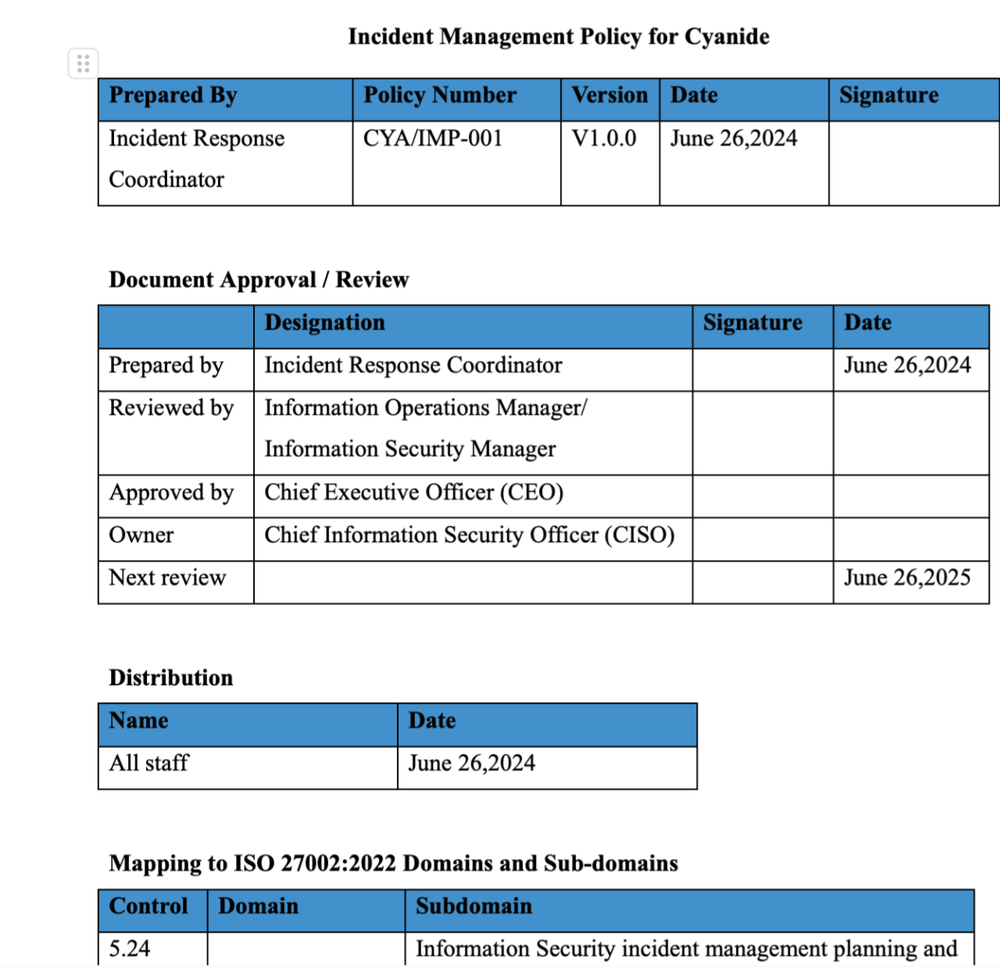 Incident Management Policy for Cyanide
Prepared By Policy Number Version Date Signature
Incident Response CYA/IMP-001 V1.0.0 June 26,2024
Coordinator
Document Approval / Review
Designation Signature Date
Prepared by Incident Response Coordinator June 26,2024
Reviewed by Information Operations Manager/
Information Security Manager
Approved by Chief Executive Officer (CEO)
Owner Chief Information Security Officer (CISO)
Next review June 26,2025
Distribution
Name Date
All staff June 26,2024
Mapping to ISO 27002:2022 Domains and Sub-domains
Control Domain Subdomain
5.24 Information Security incident management planning and